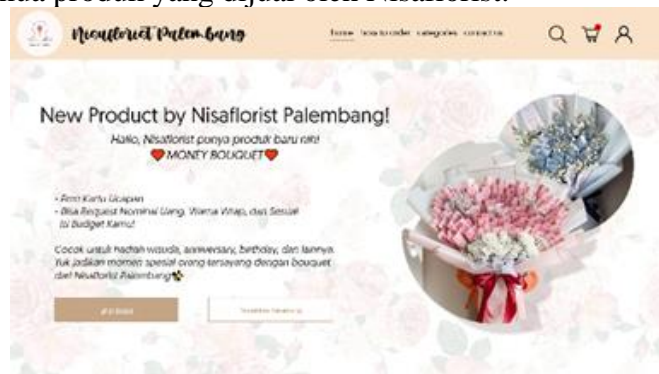 produk yang dijual oleh Nisaflorist.
Nisaflorist Palembang
home how to order categories contact us
New Product by Nisaflorist Palembang!
Hallo, Nisaflorist punya produk baru nih!
❤️MONEY BOUQUET❤️
- Free Kartu Ucapan
- Bisa Request Nominal Uang, Warna Wrap, dan Sesuai
isi Budget Kamu!
Cocok untuk hadiah wisuda, anniversary, birthday, dan lainnya.
Yuk jadikan momen spesial orang tersayang dengan bouquet
dari Nisaflorist Palembang